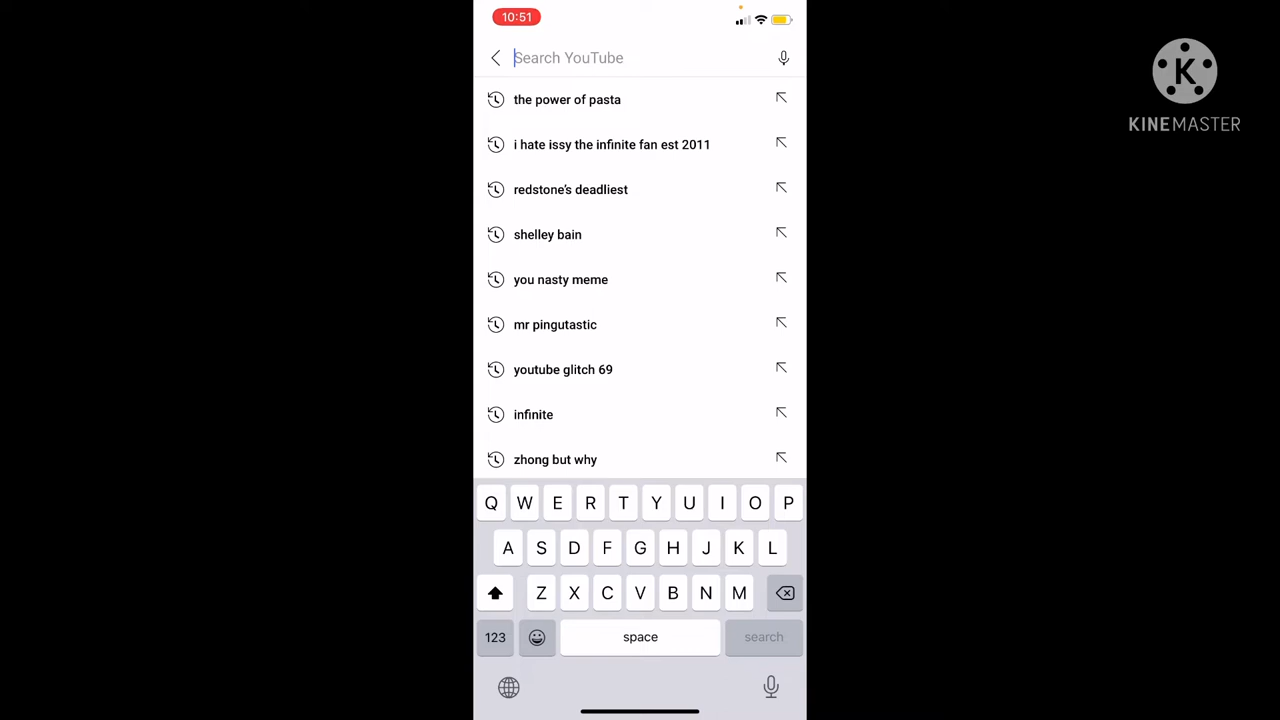 10:51
Search YouTube
the power of pasta
i hate issy the infinite fan est 2011
redstone's deadliest
shelley bain
you nasty meme
mr pingutastic
youtube glitch 69
infinite
zhong but why
Q W E R T Y U I O P
A S D F G H J K L
Z X C V B N M
123 space search
K
KINEMASTER